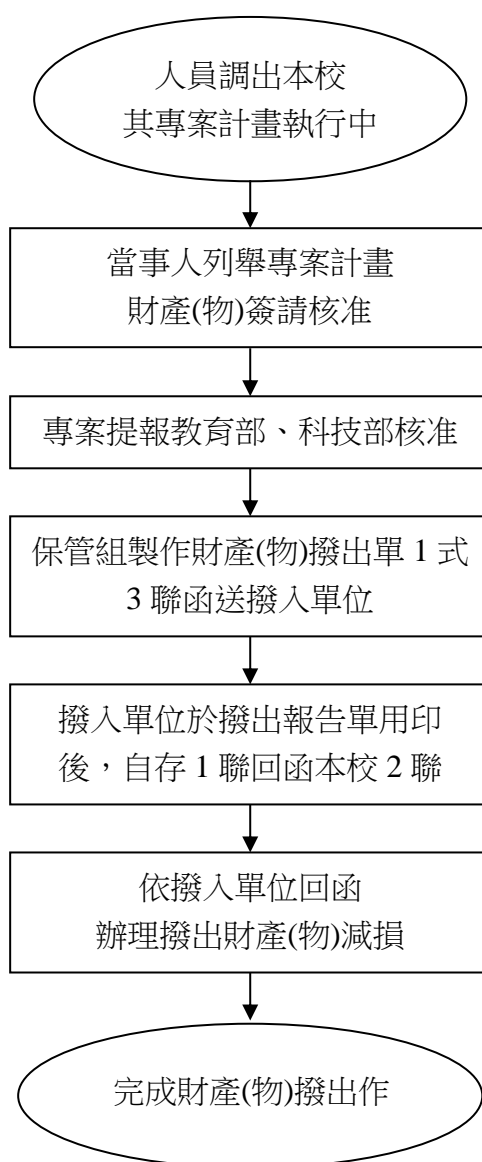 人員調出本校
其專案計畫執行中
當事人列舉專案計畫
財產(物)簽請核准
專案提報教育部、科技部核准
保管組製作財產(物)撥出單 1 式
3 聯函送撥入單位
撥入單位於撥出報告單用印
後，自存 1 聯回函本校 2 聯
依撥入單位回函
辦理撥出財產(物)減損
完成財產(物)撥出作